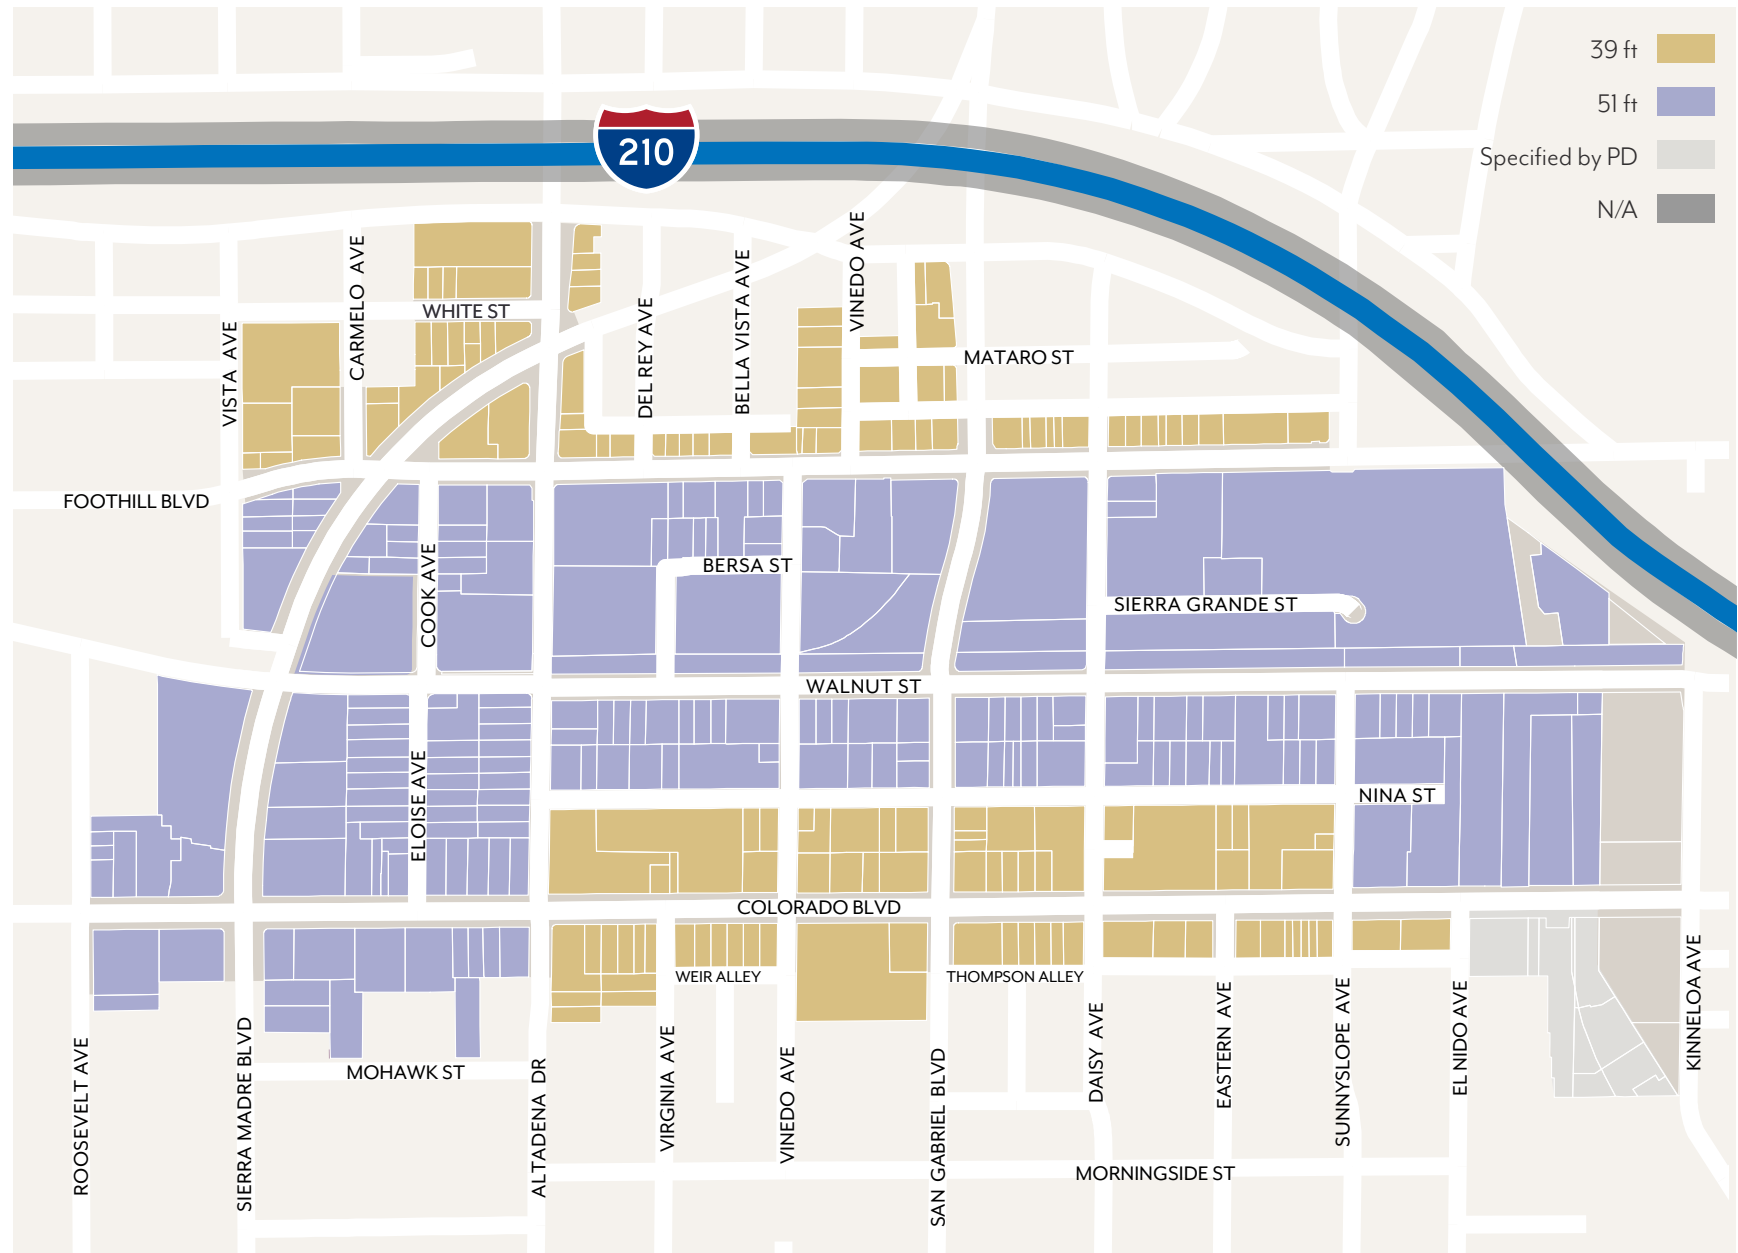 39 ft
51 ft
Specified by PD
N/A
210
VISTA AVE
CARMELO AVE
WHITE ST
DEL REY AVE
BELLA VISTA AVE
VINEDO AVE
MATARO ST
FOOTHILL BLVD
COOK AVE
BERSA ST
SIERRA GRANDE ST
WALNUT ST
ELOISE AVE
NINA ST
COLORADO BLVD
WEIR ALLEY
THOMPSON ALLEY
MOHAWK ST
ROOSEVELT AVE
SIERRA MADRE BLVD
ALTADENA DR
VIRGINIA AVE
VINEDO AVE
SAN GABRIEL BLVD
DAISY AVE
EASTERN AVE
SUNNYSLOPE AVE
EL NIDO AVE
KINNELOA AVE
MORNINGSIDE ST